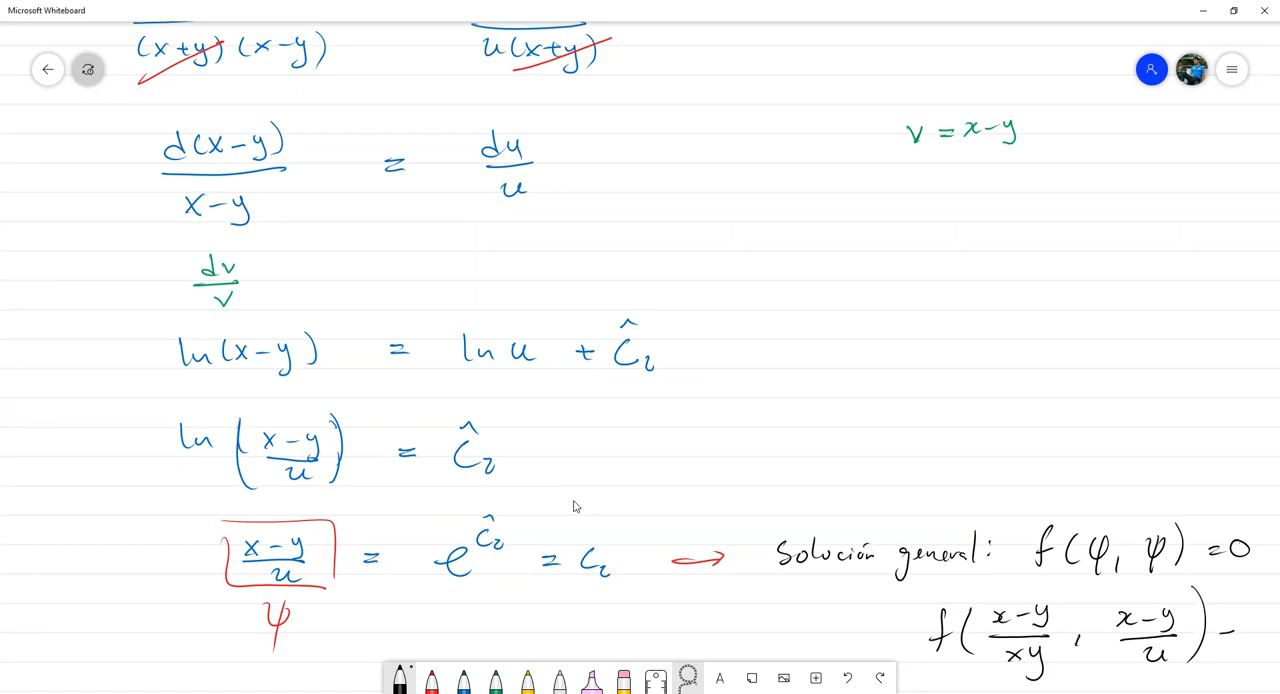 Microsoft Whiteboard
(x+y) (x-y) u(x+y)
v = x-y
d(x-y)/(x-y) = du/u
dv/v
ln(x-y) = ln u + Ĉ₂
ln((x-y)/u) = Ĉ₂
(x-y)/u = e^Ĉ₂ = C₂ ↔ Solución general: f(φ, ψ) = 0
ψ
f((x-y)/xy, (x-y)/u) -
A